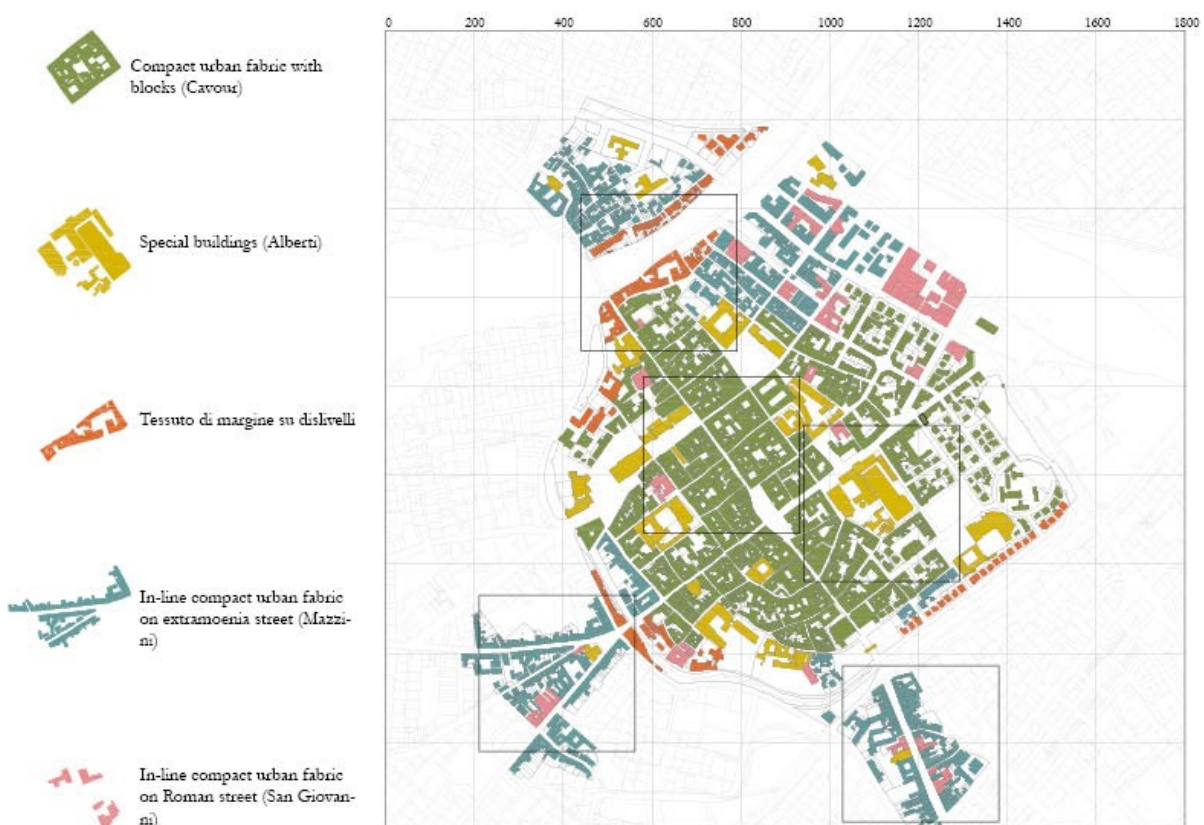 0 200 400 600 800 1000 1200 1400 1600 1800
Compact urban fabric with
blocks (Cavour)
Special buildings (Alberti)
Tessuto di margine su dislivelli
In-line compact urban fabric
on extramoenia street (Mazzi-
ni)
In-line compact urban fabric
on Roman street (San Giovan-
ni)